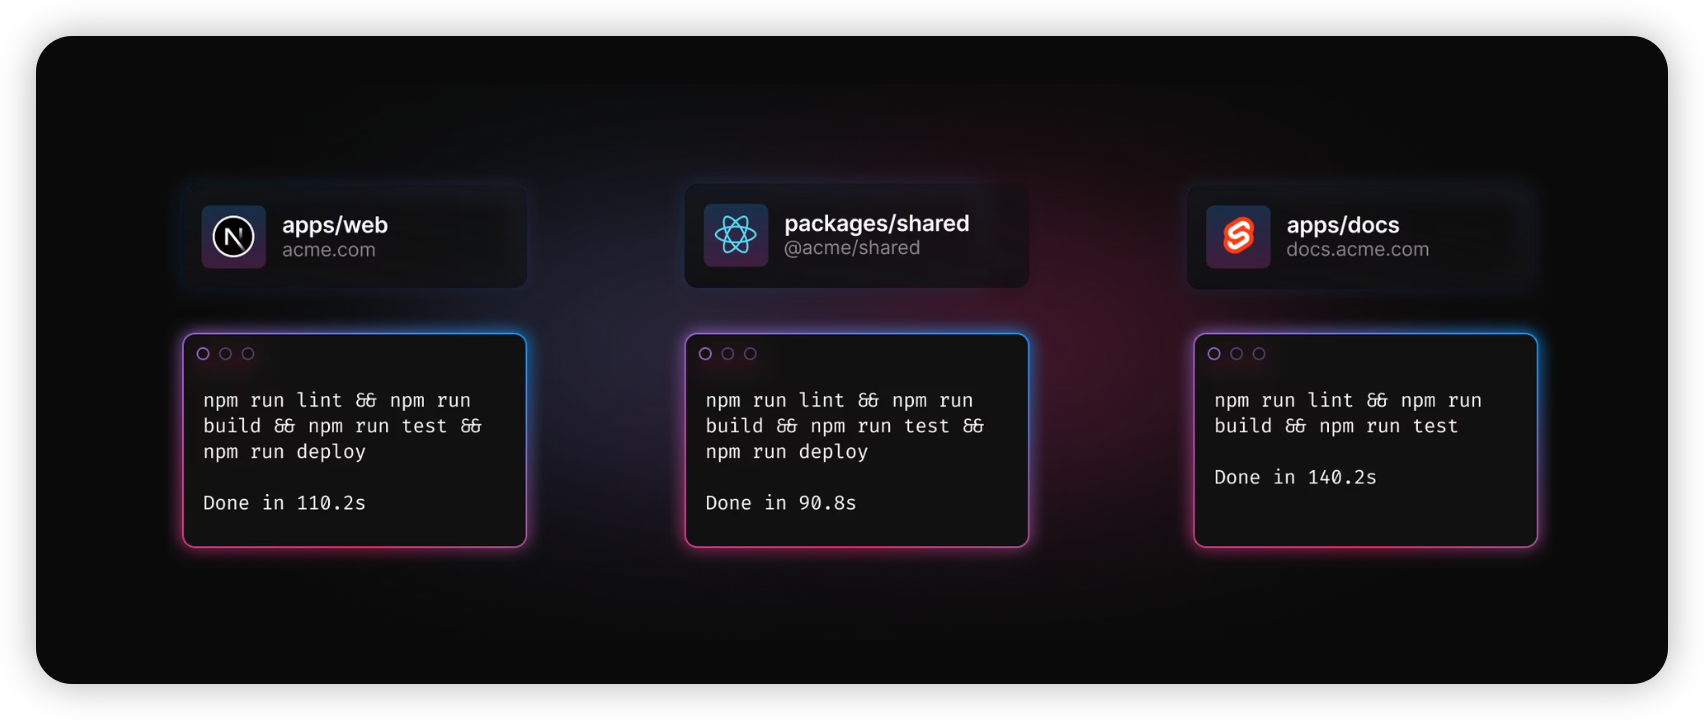 apps/web
acme.com
packages/shared
@acme/shared
apps/docs
docs.acme.com
npm run lint && npm run
build && npm run test &&
npm run deploy
Done in 110.2s
npm run lint && npm run
build && npm run test &&
npm run deploy
Done in 90.8s
npm run lint && npm run
build && npm run test
Done in 140.2s